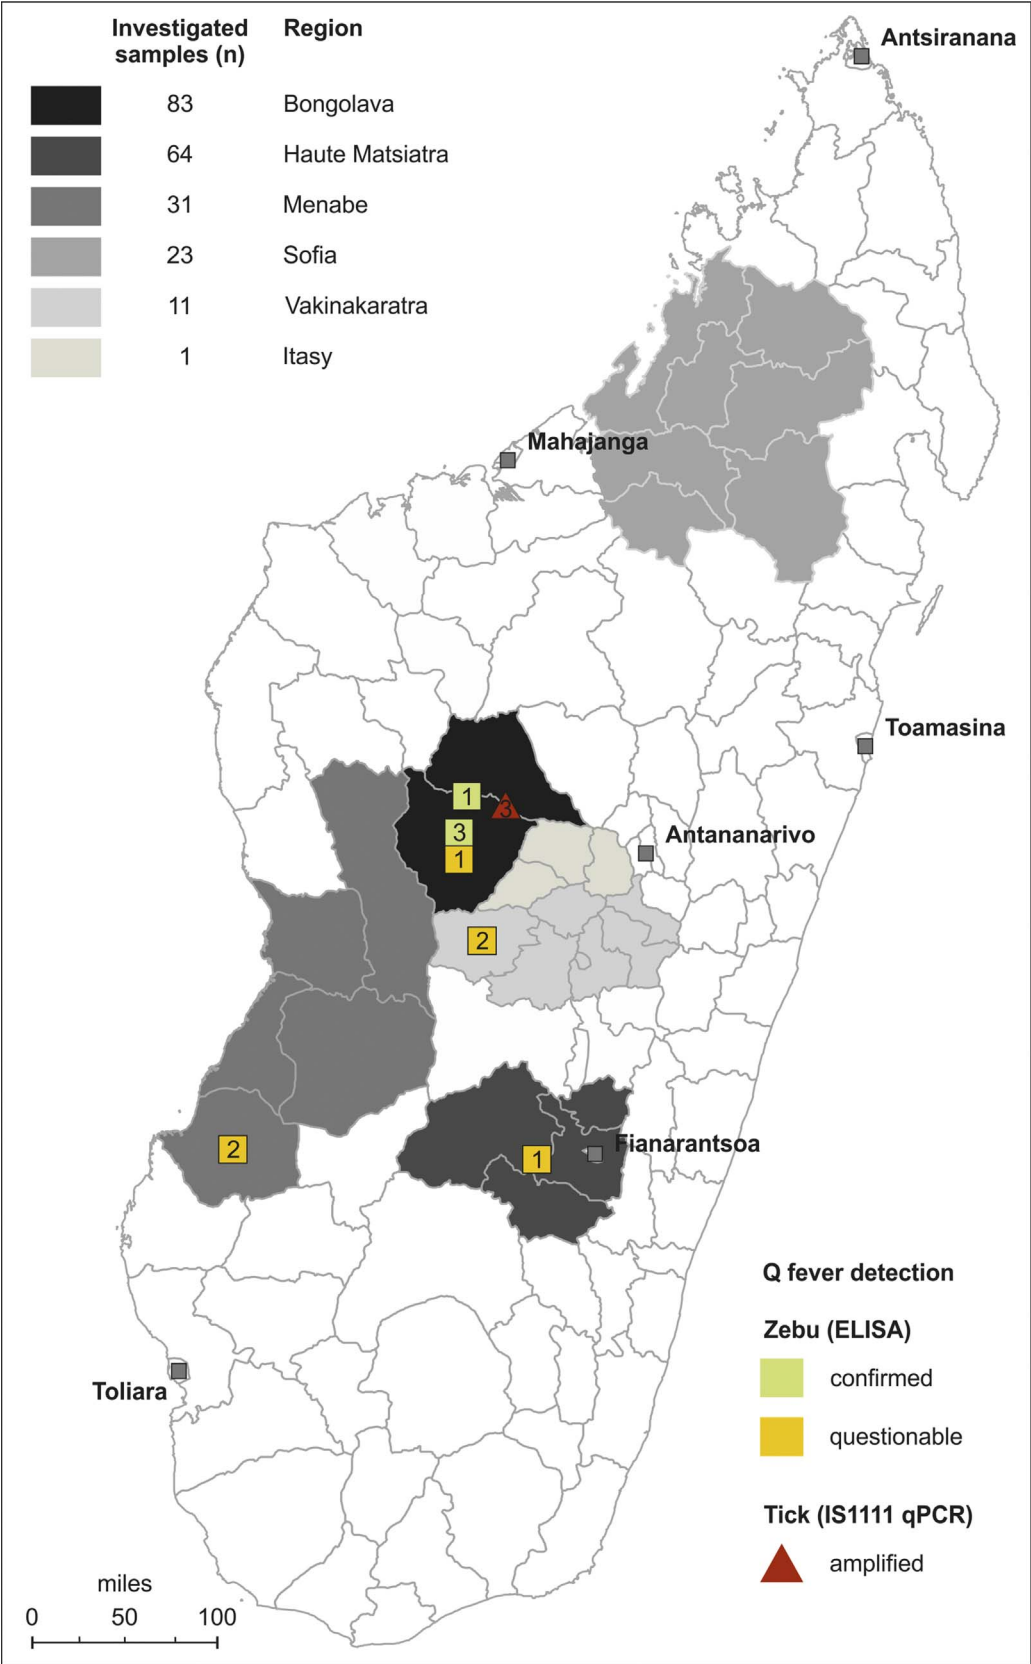 Investigated samples (n) Region
83 Bongolava
64 Haute Matsiatra
31 Menabe
23 Sofia
11 Vakinakaratra
1 Itasy
Antsiranana
Mahajanga
Toamasina
1
3
3
1
Antananarivo
2
2
1
Fianarantsoa
Toliara
Q fever detection
Zebu (ELISA)
confirmed
questionable
Tick (IS1111 qPCR)
amplified
miles
0 50 100